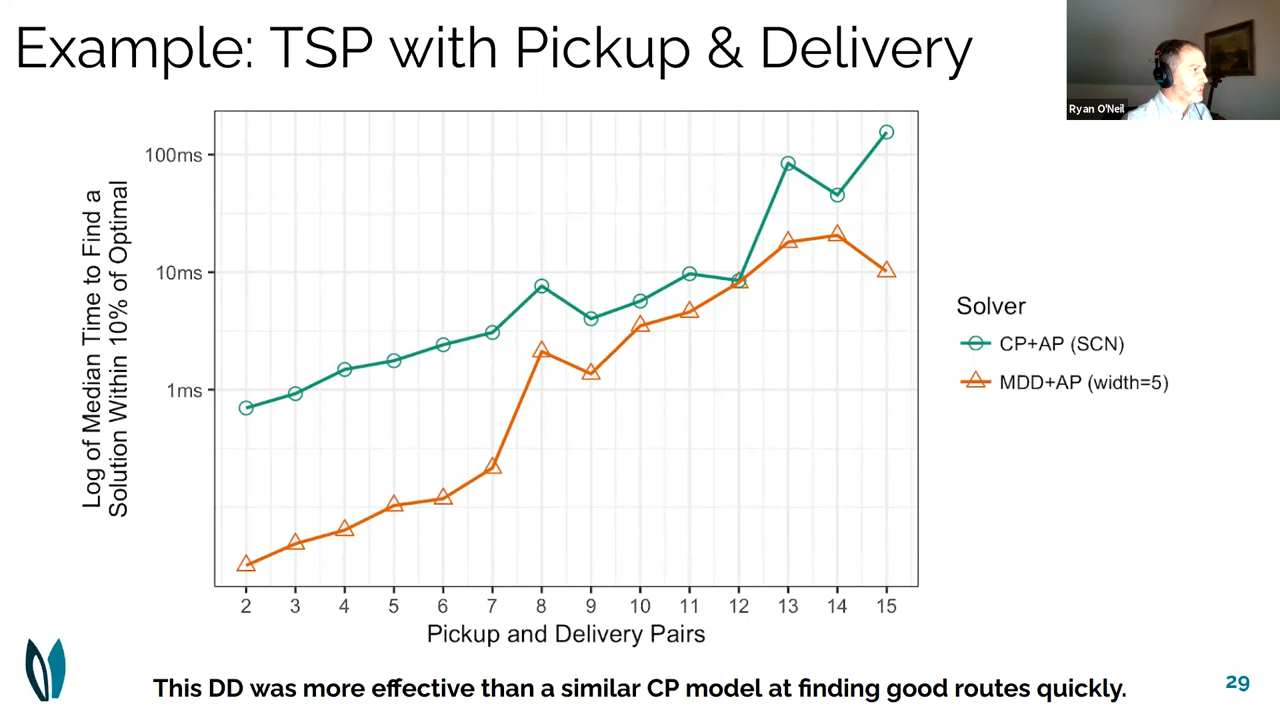 Example: TSP with Pickup & Delivery
Ryan O'Neil
Log of Median Time to Find a
Solution Within 10% of Optimal
100ms
10ms
1ms
2 3 4 5 6 7 8 9 10 11 12 13 14 15
Pickup and Delivery Pairs
Solver
CP+AP (SCN)
MDD+AP (width=5)
This DD was more effective than a similar CP model at finding good routes quickly.
29